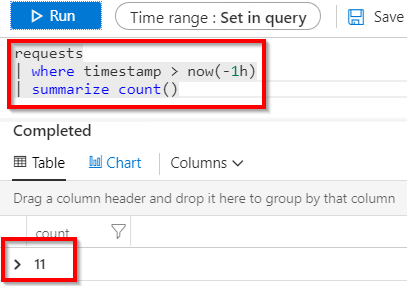 Run
Time range : Set in query
Save
requests
| where timestamp > now(-1h)
| summarize count()
Completed
Table
Chart
Columns
Drag a column header and drop it here to group by that column
count
11